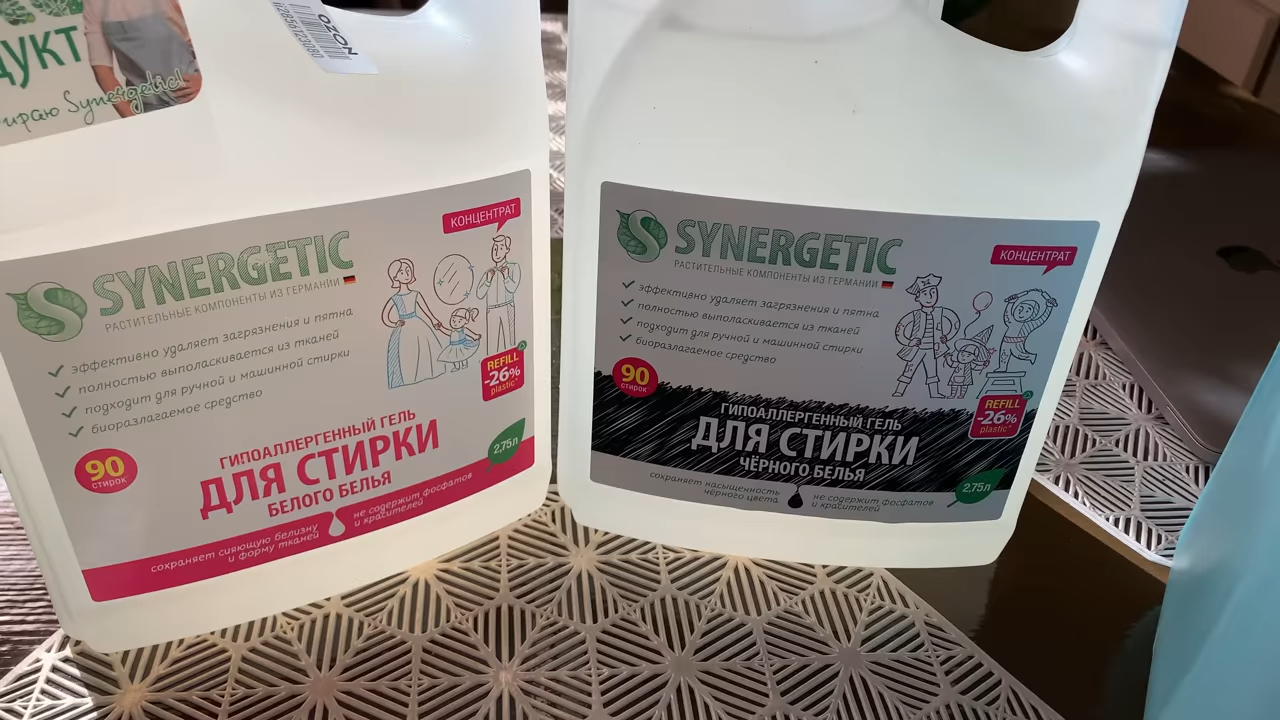 OZON
SYNERGETIC
РАСТИТЕЛЬНЫЕ КОМПОНЕНТЫ ИЗ ГЕРМАНИИ
КОНЦЕНТРАТ
эффективно удаляет загрязнения и пятна
полностью выполаскивается из тканей
подходит для ручной и машинной стирки
биоразлагаемое средство
REFILL
-26%
plastic*
90
стирок
ГИПОАЛЛЕРГЕННЫЙ ГЕЛЬ
ДЛЯ СТИРКИ
БЕЛОГО БЕЛЬЯ
2,75л
сохраняет сияющую белизну
и форму тканей
не содержит фосфатов
и красителей
SYNERGETIC
РАСТИТЕЛЬНЫЕ КОМПОНЕНТЫ ИЗ ГЕРМАНИИ
КОНЦЕНТРАТ
эффективно удаляет загрязнения и пятна
полностью выполаскивается из тканей
подходит для ручной и машинной стирки
биоразлагаемое средство
90
стирок
REFILL
-26%
plastic*
ГИПОАЛЛЕРГЕННЫЙ ГЕЛЬ
ДЛЯ СТИРКИ
ЧЁРНОГО БЕЛЬЯ
2,75л
сохраняет насыщенность
чёрного цвета
не содержит фосфатов
и красителей
Synergetic!